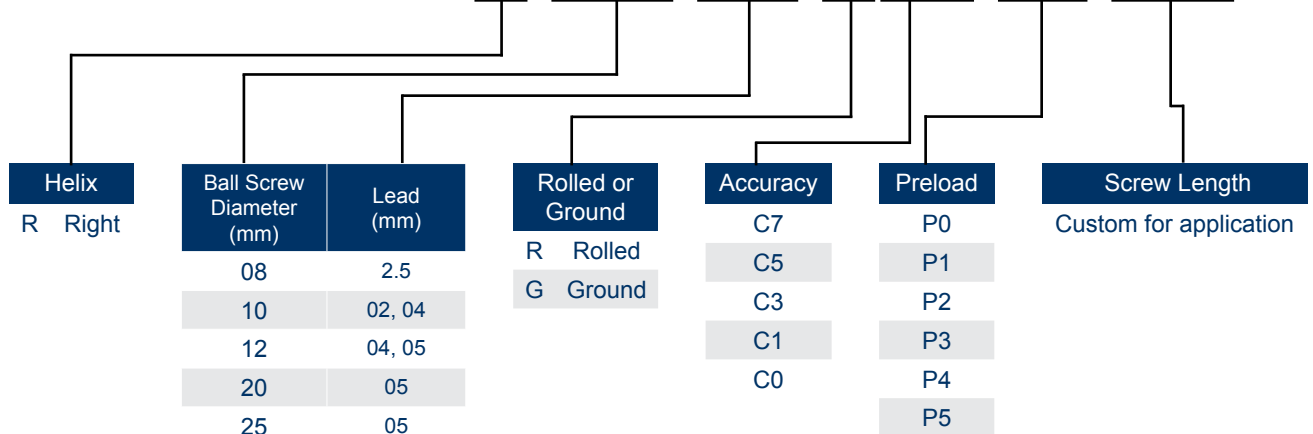 Helix
R Right
Ball Screw
Diameter
(mm)
Lead
(mm)
08 2.5
10 02, 04
12 04, 05
20 05
25 05
Rolled or
Ground
R Rolled
G Ground
Accuracy
C7
C5
C3
C1
C0
Preload
P0
P1
P2
P3
P4
P5
Screw Length
Custom for application